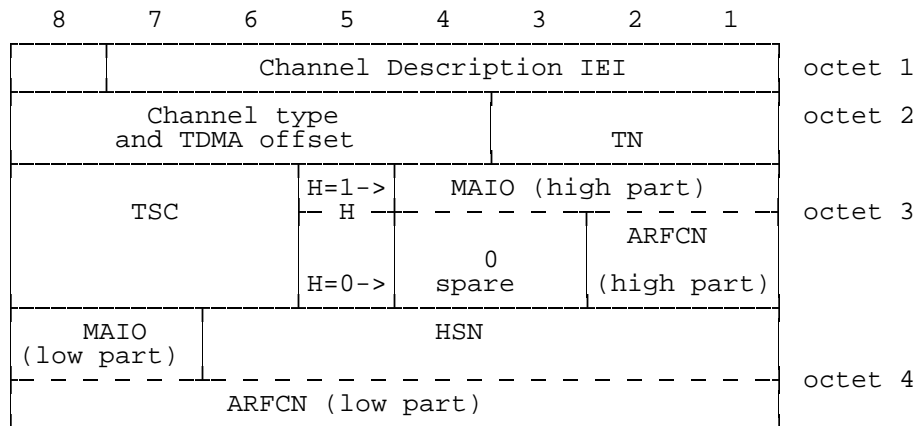 8 7 6 5 4 3 2 1
Channel Description IEI octet 1
Channel type octet 2
and TDMA offset TN
H=1-> MAIO (high part)
TSC H octet 3
ARFCN
0
H=0-> spare (high part)
MAIO HSN
(low part)
octet 4
ARFCN (low part)